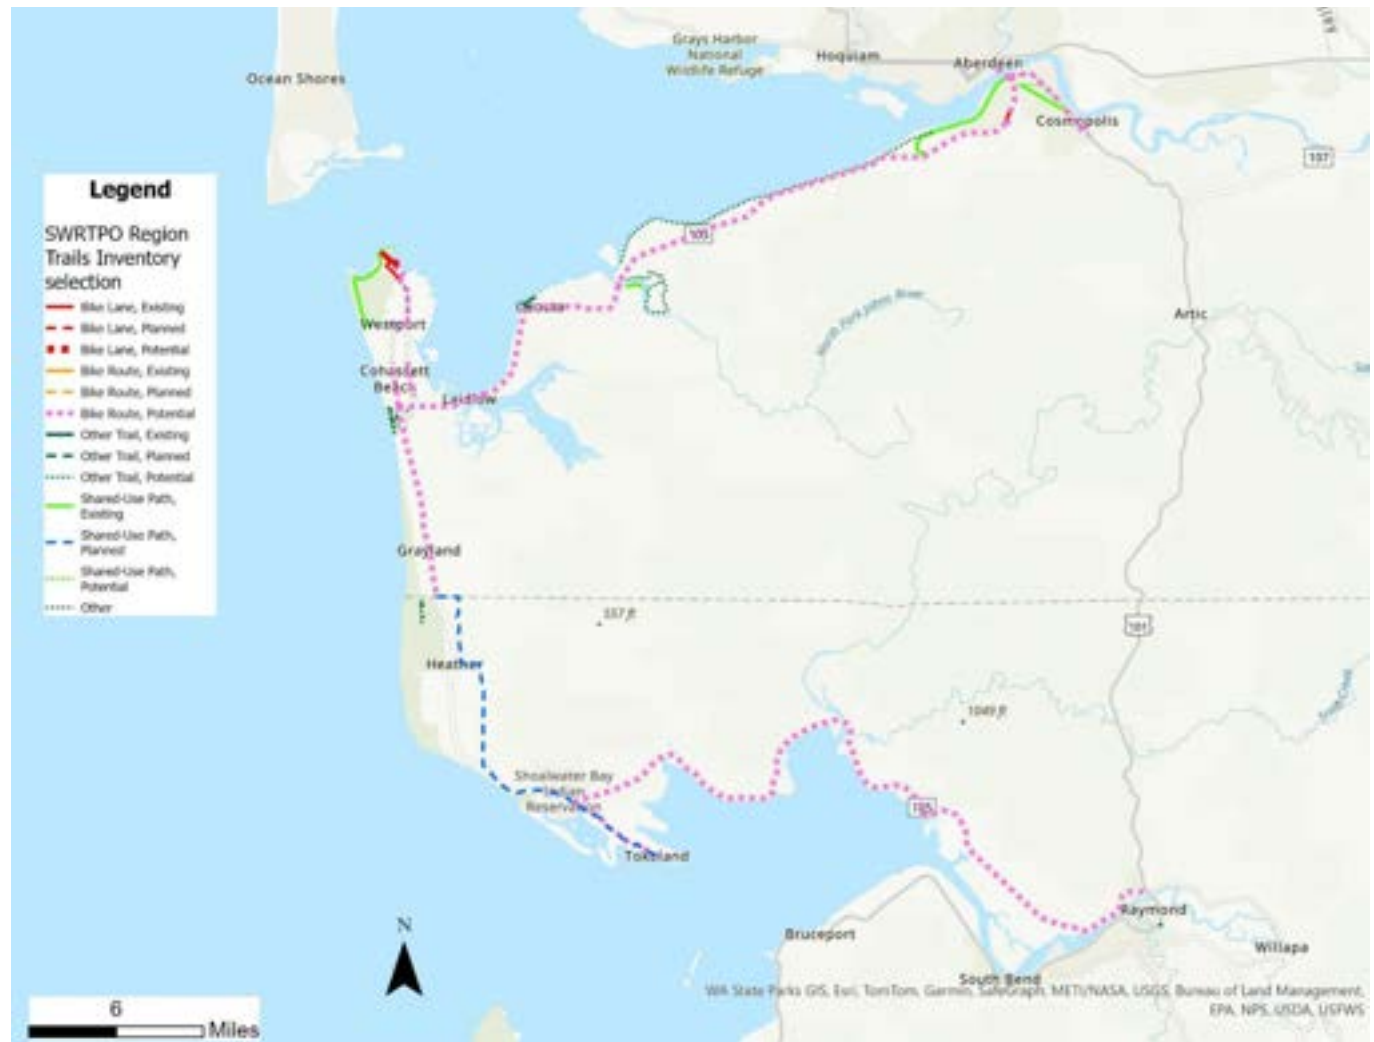 Grays Harbor
National
Wildlife Refuge
Hoquiam
Aberdeen
Ocean Shores
Cosmopolis
107
Legend
SWRTPO Region
Trails Inventory
selection
Bike Lane, Existing
Bike Lane, Planned
Bike Lane, Potential
Bike Route, Existing
Bike Route, Planned
Bike Route, Potential
Other Trail, Existing
Other Trail, Planned
Other Trail, Potential
Shared-Use Path,
Existing
Shared-Use Path,
Planned
Shared-Use Path,
Potential
Other
105
North Fork Johns River
Artic
Westport
Cohassett
Beach
Laidlow
Grayland
557 ft
101
Heather
1049 ft
Shoalwater Bay
Indian
Reservation
105
Tokeland
Raymond
N
Bruceport
Willapa
South Bend
WA State Parks GIS, Esri, TomTom, Garmin, SafeGraph, METI/NASA, USGS, Bureau of Land Management,
EPA, NPS, USDA, USFWS
6
Miles